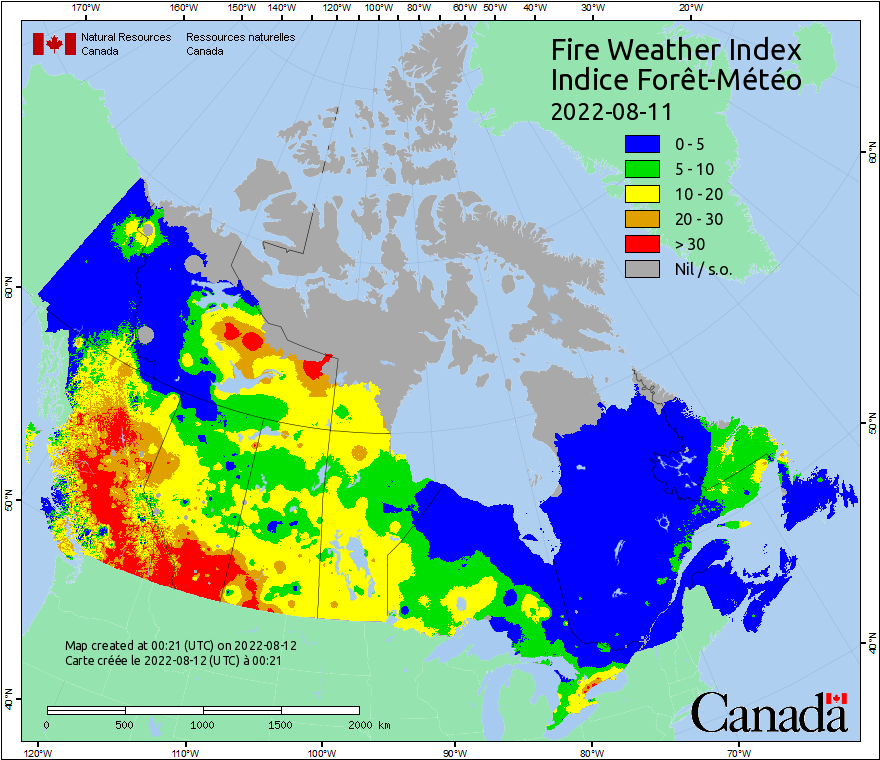 170°W 160°W 150°W 140°W 130°W 120°W 110°W 100°W 90°W 80°W 60°W 50°W 40°W 30°W 20°W
Natural Resources Canada
Ressources naturelles Canada
Fire Weather Index
Indice Forêt-Météo
2022-08-11
0 - 5
5 - 10
10 - 20
20 - 30
> 30
Nil / s.o.
60°N
50°N
40°N
60°N
50°N
40°N
Map created at 00:21 (UTC) on 2022-08-12
Carte créée le 2022-08-12 (UTC) à 00:21
0 500 1000 1500 2000 km
Canada
120°W 110°W 100°W 90°W 80°W 70°W